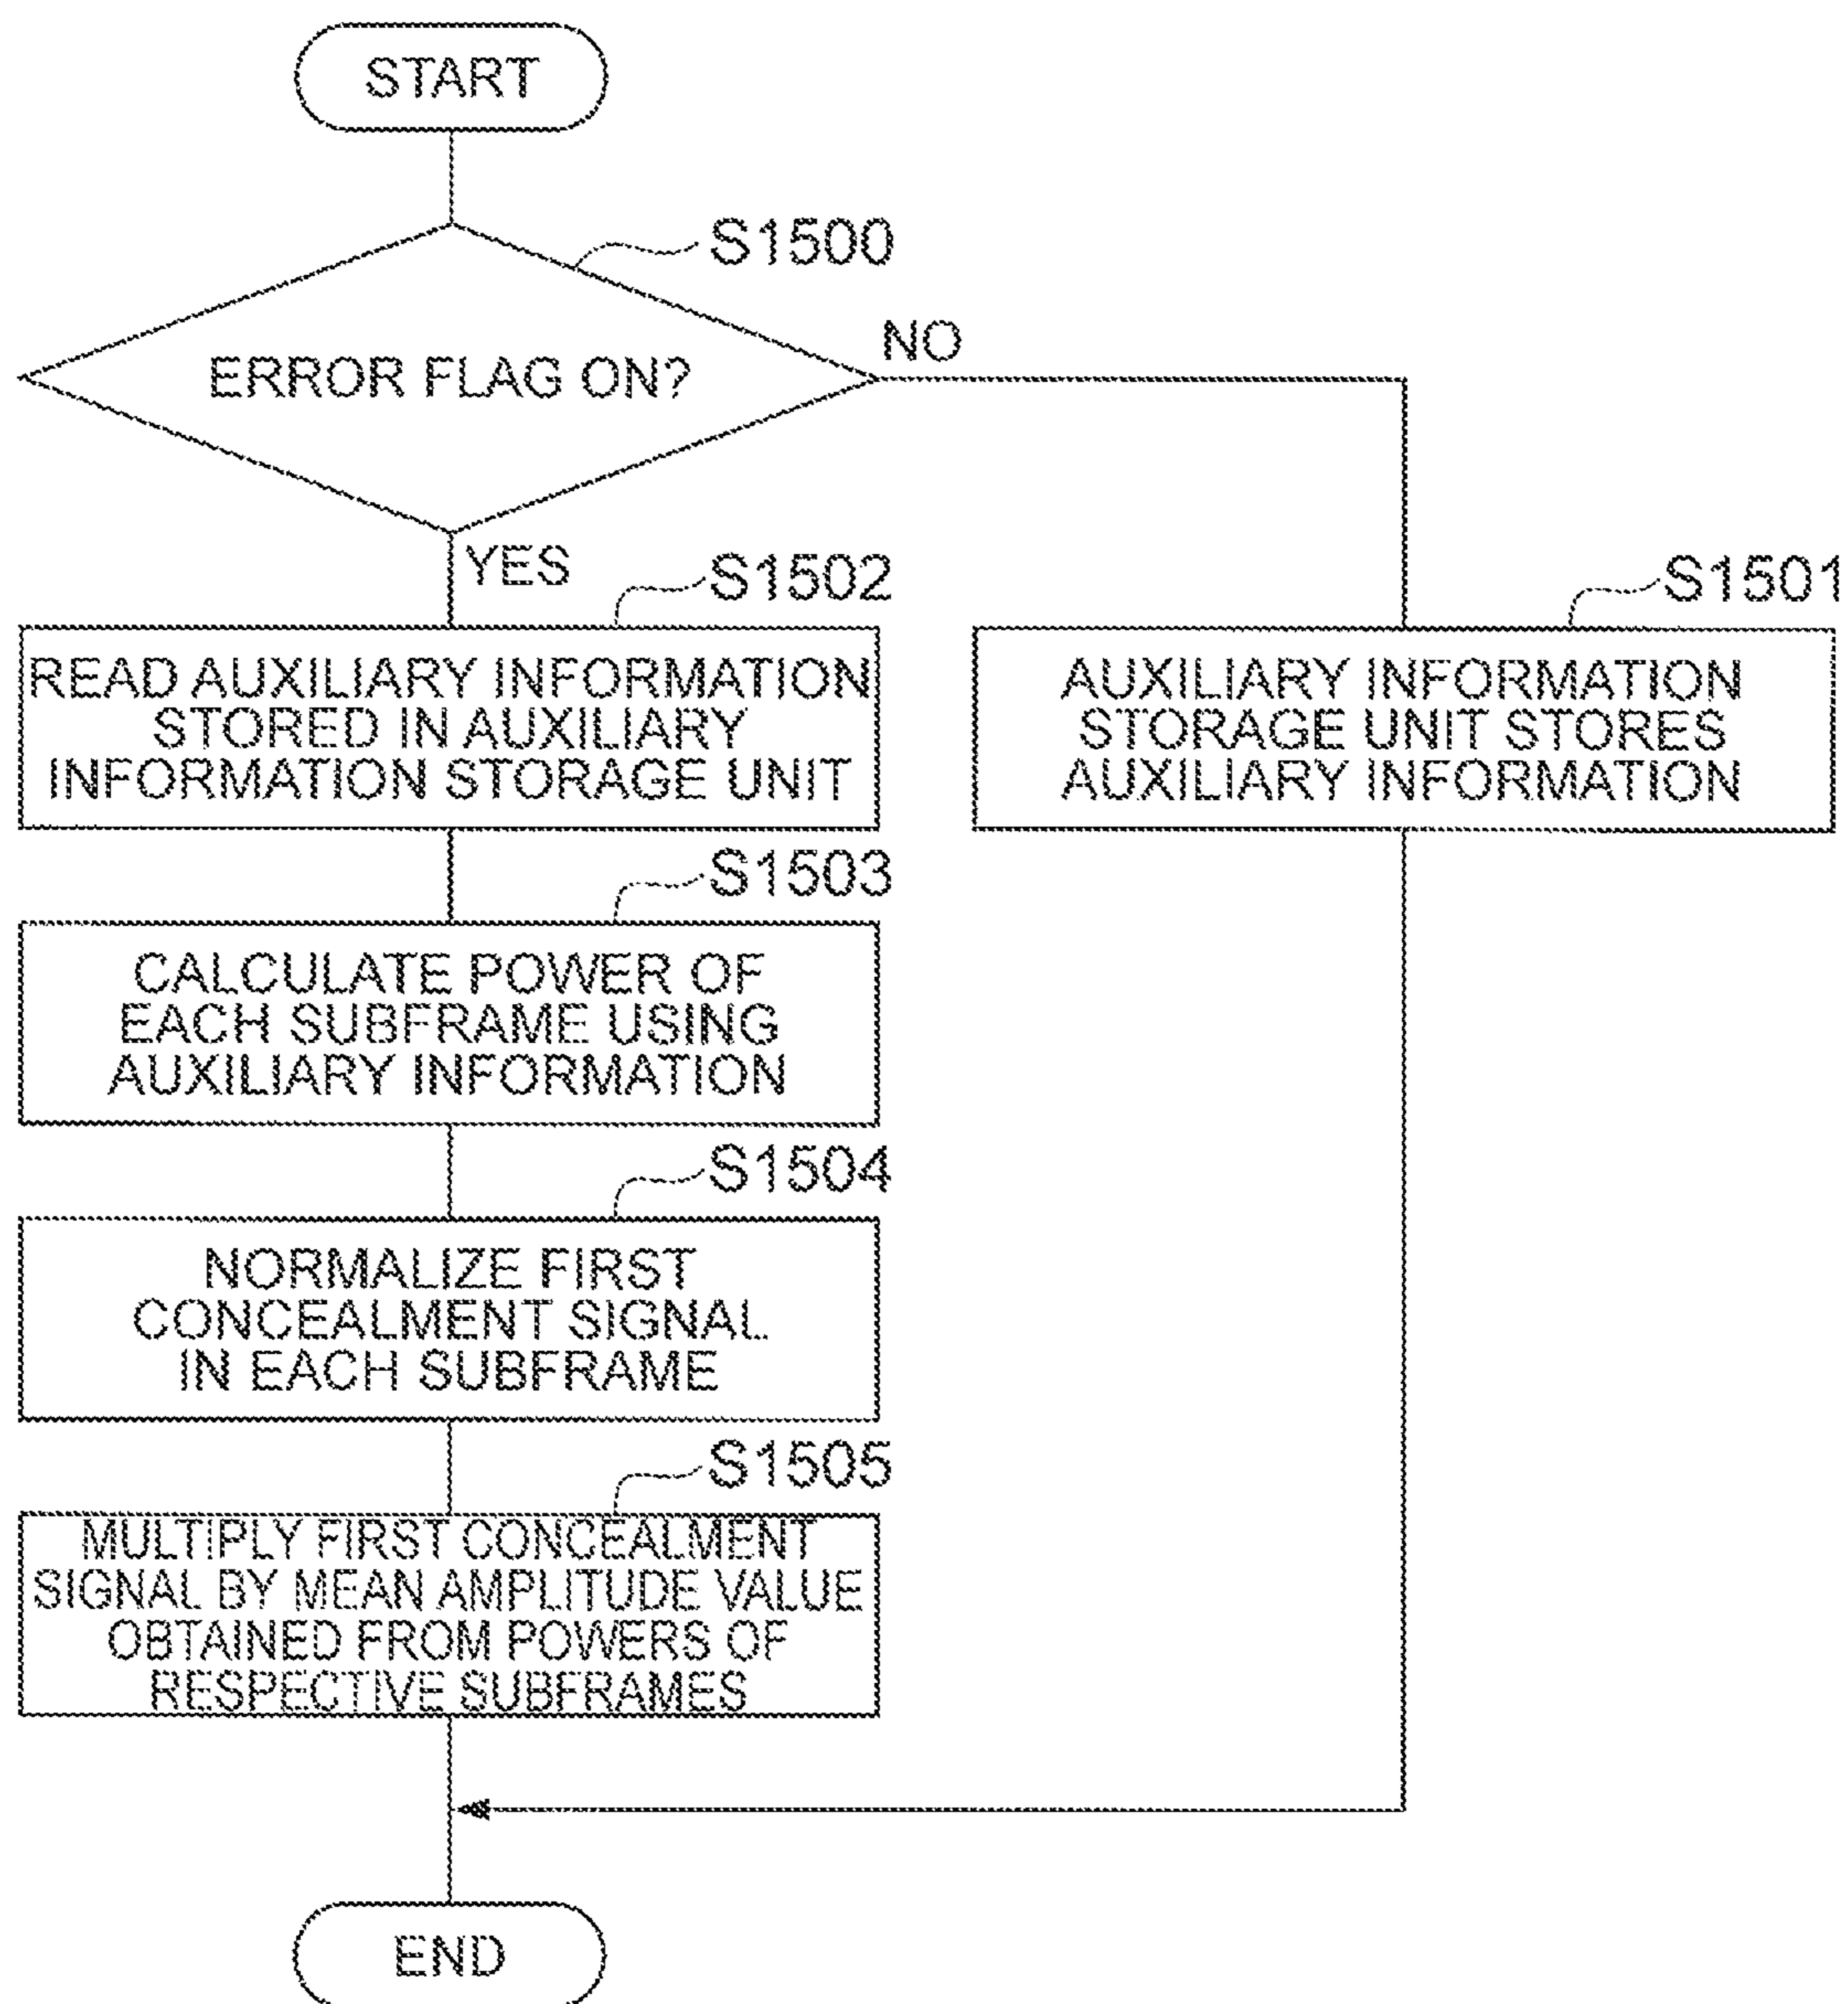 START
S1500
ERROR FLAG ON?
NO
YES
S1502
READ AUXILIARY INFORMATION
STORED IN AUXILIARY
INFORMATION STORAGE UNIT
S1501
AUXILIARY INFORMATION
STORAGE UNIT STORES
AUXILIARY INFORMATION
S1503
CALCULATE POWER OF
EACH SUBFRAME USING
AUXILIARY INFORMATION
S1504
NORMALIZE FIRST
CONCEALMENT SIGNAL
IN EACH SUBFRAME
S1505
MULTIPLY FIRST CONCEALMENT
SIGNAL BY MEAN AMPLITUDE VALUE
OBTAINED FROM POWERS OF
RESPECTIVE SUBFRAMES
END